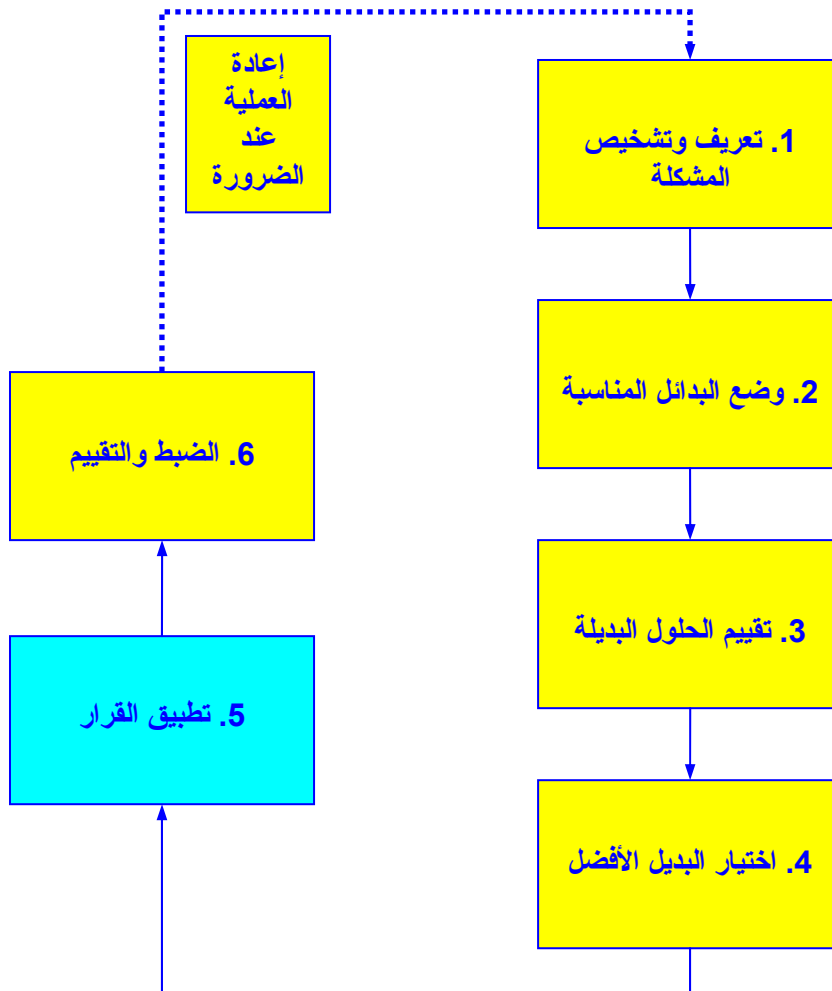 إعادة
العملية
عند
الضرورة
1. تعريف وتشخيص
المشكلة
2. وضع البدائل المناسبة
3. تقييم الحلول البديلة
4. اختيار البديل الأفضل
5. تطبيق القرار
6. الضبط والتقييم